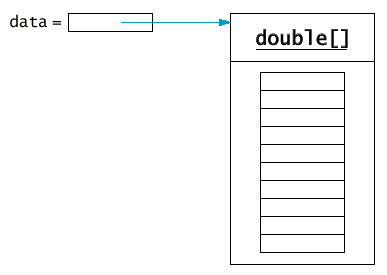 data =
double[]